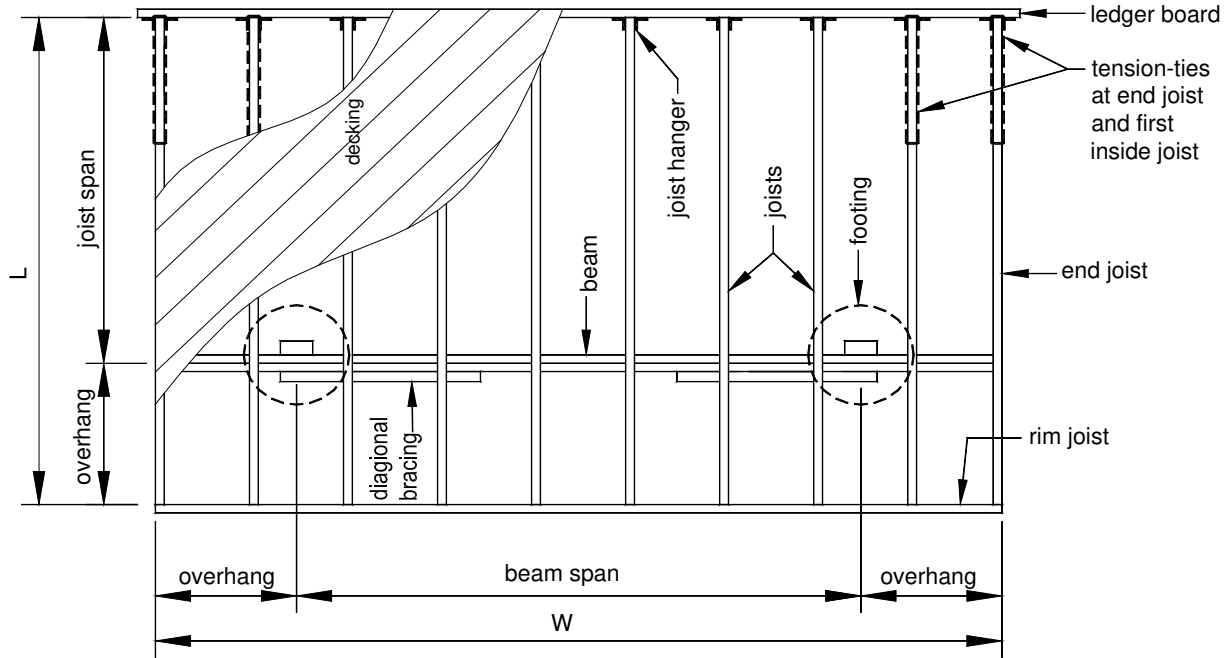 ledger board
tension-ties
at end joist
and first
inside joist
decking
joist hanger
joists
footing
joist span
L
beam
end joist
overhang
diagional
bracing
rim joist
overhang
beam span
overhang
W